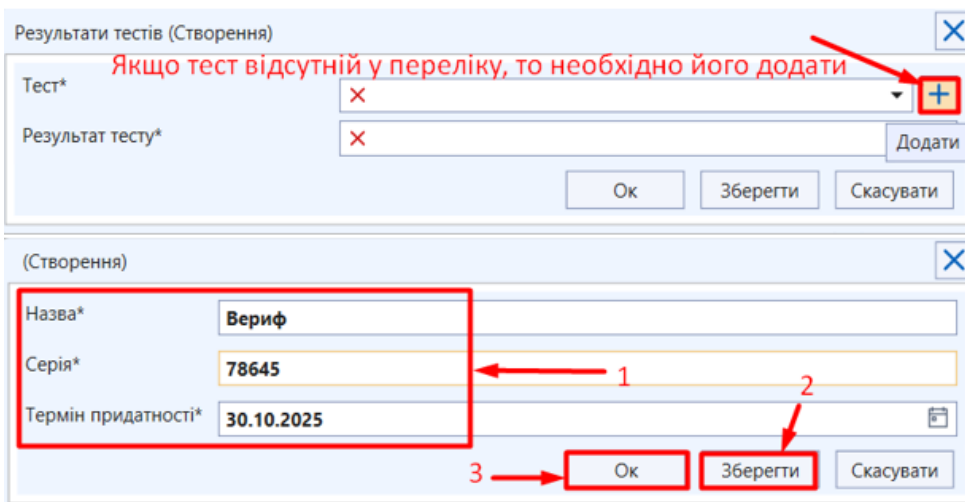 Результати тестів (Створення)
Якщо тест відсутній у переліку, то необхідно його додати
Тест*
Результат тесту*
Додати
Ок Зберегти Скасувати
(Створення)
Назва* Вериф
Серія* 78645
1
Термін придатності* 30.10.2025
2
3 Ок Зберегти Скасувати